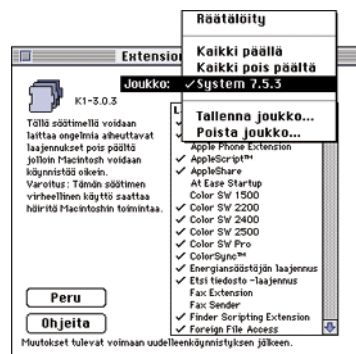 Räätälöity
Kaikki päällä
Kaikki pois päältä
✓System 7.5.3
Tallenna joukko...
Poista joukko...
Extension
Joukko:
K1-3.0.3
Tällä säätimellä voidaan
laittaa ongelmia aiheuttavat
laajennukset pois päältä
jolloin Macintosh voidaan
käynnistää oikein.
Varoitus: Tämän säätimen
virheellinen käyttö saattaa
häiritä Macintoshin toimintaa.
Peru
Ohjeita
L
Apple Phone Extension
✓ AppleScript™
✓ AppleShare
At Ease Startup
Color SW 1500
✓ Color SW 2200
✓ Color SW 2400
✓ Color SW 2500
✓ Color SW Pro
✓ ColorSync™
✓ Energiansäästäjän laajennus
✓ Etsi tiedosto -laajennus
Fax Extension
Fax Sender
✓ Finder Scripting Extension
✓ Foreign File Access
Muutokset tulevat voimaan uudelleenkäynnistyksen jälkeen.